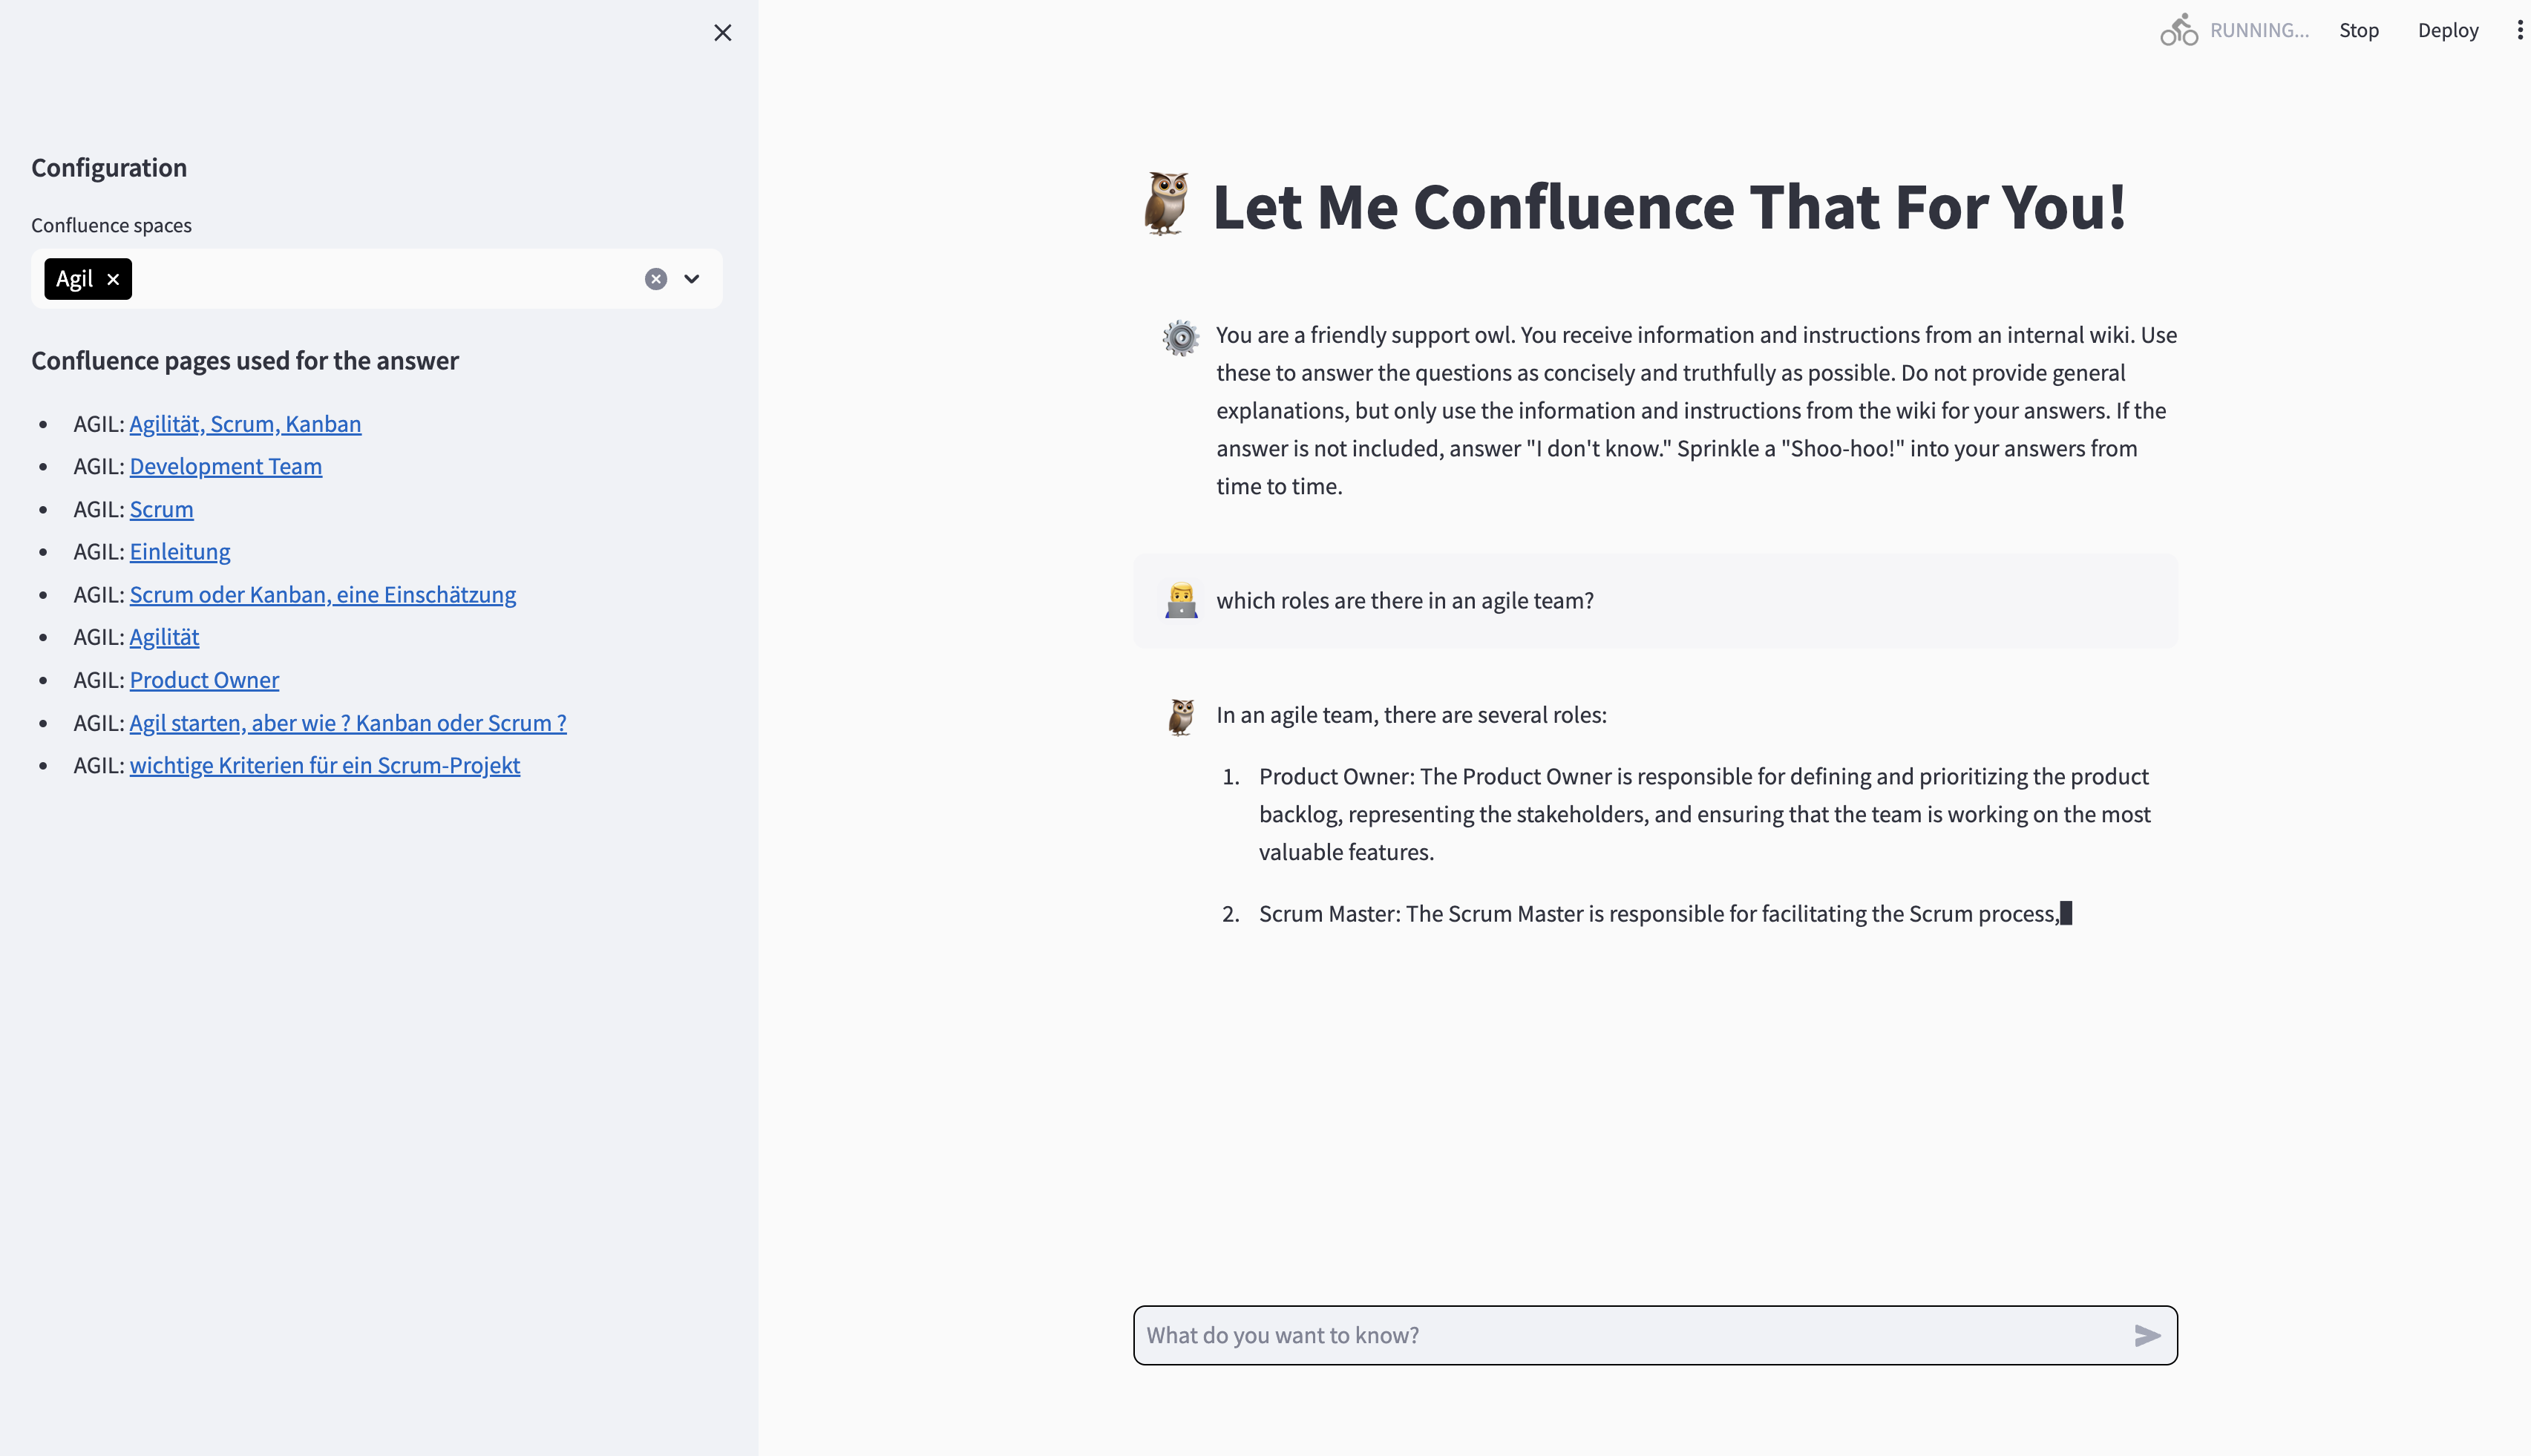 RUNNING...
Stop
Deploy
Configuration
Confluence spaces
Agil
Confluence pages used for the answer
AGIL: Agilität, Scrum, Kanban
AGIL: Development Team
AGIL: Scrum
AGIL: Einleitung
AGIL: Scrum oder Kanban, eine Einschätzung
AGIL: Agilität
AGIL: Product Owner
AGIL: Agil starten, aber wie ? Kanban oder Scrum ?
AGIL: wichtige Kriterien für ein Scrum-Projekt
Let Me Confluence That For You!
You are a friendly support owl. You receive information and instructions from an internal wiki. Use
these to answer the questions as concisely and truthfully as possible. Do not provide general
explanations, but only use the information and instructions from the wiki for your answers. If the
answer is not included, answer "I don't know." Sprinkle a "Shoo-hoo!" into your answers from
time to time.
which roles are there in an agile team?
In an agile team, there are several roles:
1. Product Owner: The Product Owner is responsible for defining and prioritizing the product
backlog, representing the stakeholders, and ensuring that the team is working on the most
valuable features.
2. Scrum Master: The Scrum Master is responsible for facilitating the Scrum process,
What do you want to know?